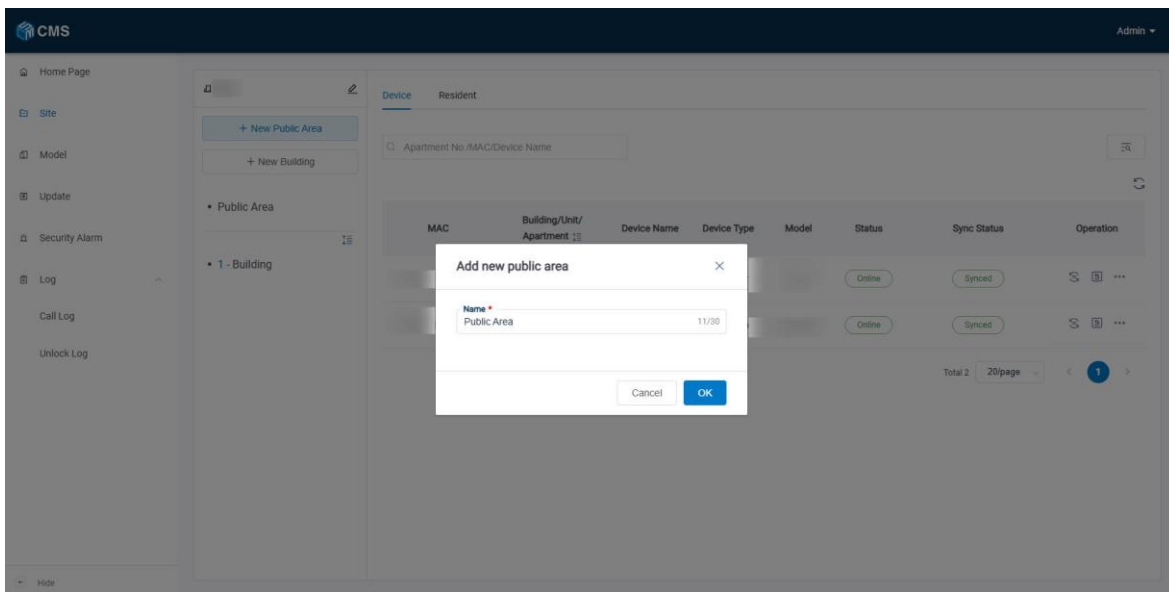 CMS
Admin
Home Page
Site
Model
Update
Security Alarm
Log
Call Log
Unlock Log
Hide
+ New Public Area
+ New Building
• Public Area
• 1 - Building
Device Resident
Apartment No /MAC/Device Name
MAC Building/Unit/ Apartment Device Name Device Type Model Status Sync Status Operation
Online Synced
Online Synced
Total 2 20/page < 1 >
Add new public area
Name *
Public Area 11/30
Cancel OK